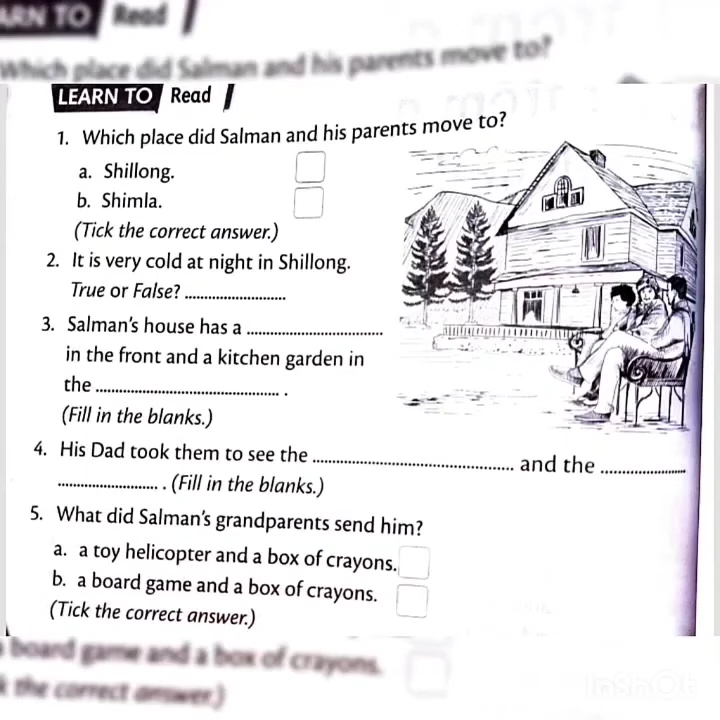 ARN TO Read
Which place did Salman and his parents move to?
LEARN TO Read
1. Which place did Salman and his parents move to?
a. Shillong.
b. Shimla.
(Tick the correct answer.)
2. It is very cold at night in Shillong.
True or False? ............................
3. Salman's house has a ....................................
in the front and a kitchen garden in
the ................................................ .
(Fill in the blanks.)
4. His Dad took them to see the .................................................... and the ......................
......................... . (Fill in the blanks.)
5. What did Salman's grandparents send him?
a. a toy helicopter and a box of crayons.
b. a board game and a box of crayons.
(Tick the correct answer.)
board game and a box of crayons.
k the correct answer.)
InShOt